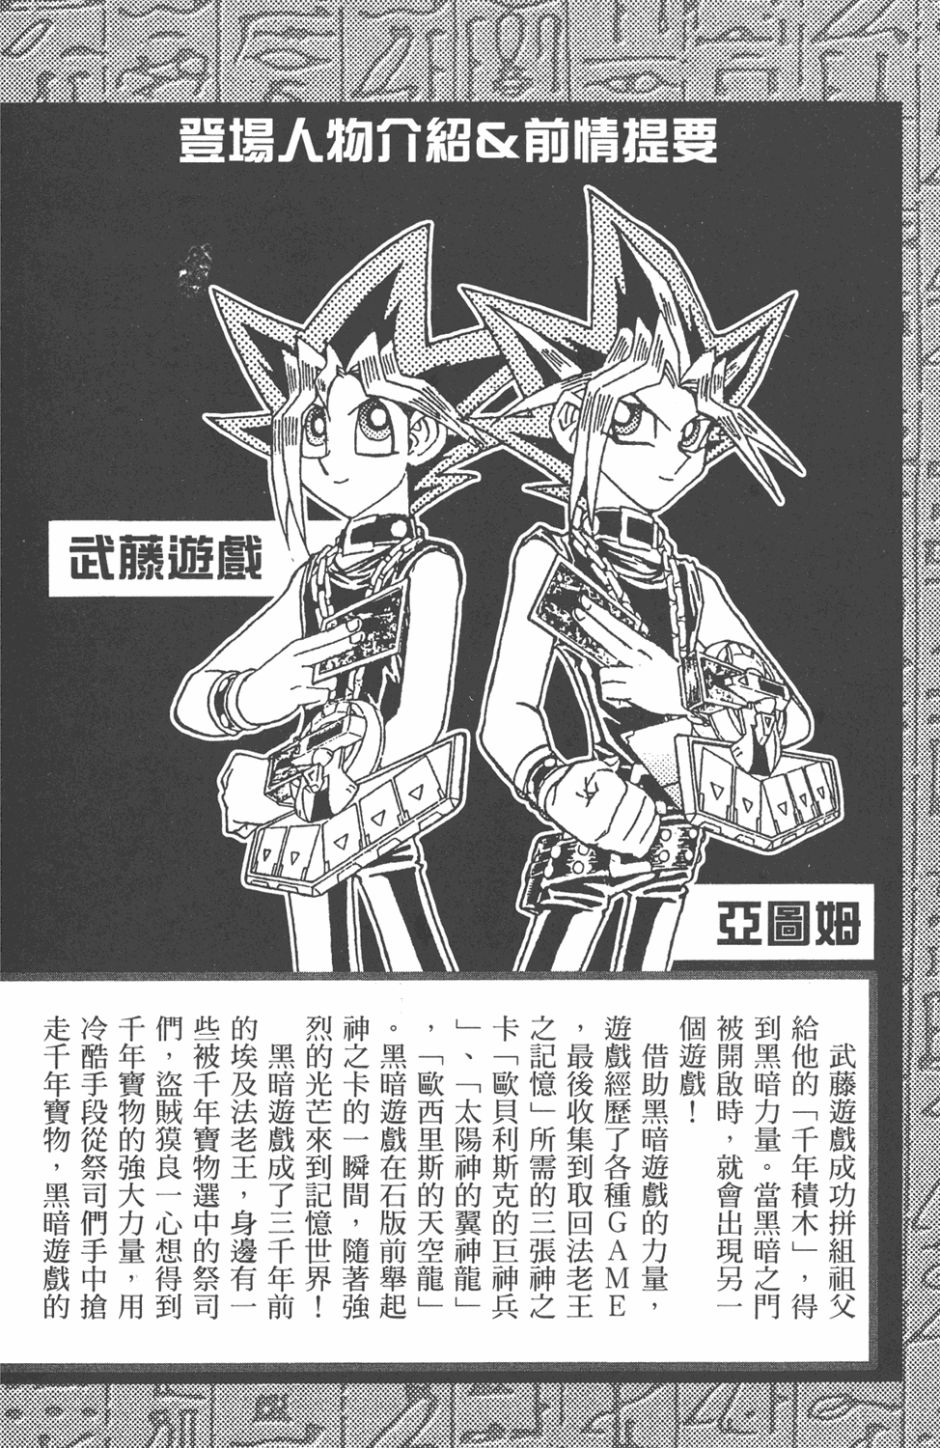 登場人物介紹&前情提要
武藤遊戲
亞圖姆
武藤遊戲成功拼組祖父
給他的「千年積木」，得
到黑暗力量。當黑暗之門
被開啟時，就會出現另一
個遊戲！
借助黑暗遊戲的力量，
遊戲經歷了各種GAME
，最後收集到取回法老王
之記憶」所需的三張神之
卡「歐貝利斯克的巨神兵
」、「太陽神的翼神龍」
，「歐西里斯的天空龍」
。黑暗遊戲在石版前舉起
神之卡的一瞬間，隨著強
烈的光芒來到記憶世界！
黑暗遊戲成了三千年前
的埃及法老王，身邊有一
些被千年寶物選中的祭司
們，盜賊獏良一心想得到
千年寶物的強大力量，用
冷酷手段從祭司們手中搶
走千年寶物，黑暗遊戲的